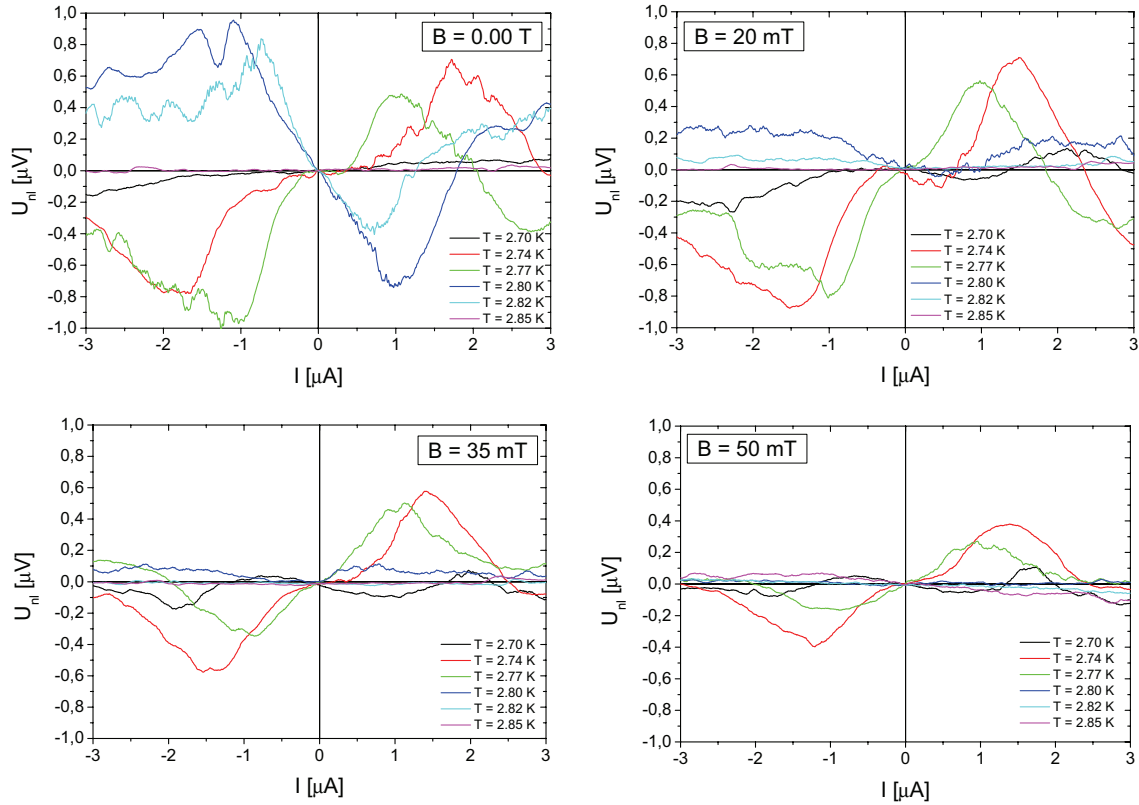 B = 0.00 T
U_nl [μV]
1,0
0,8
0,6
0,4
0,2
0,0
-0,2
-0,4
-0,6
-0,8
-1,0
T = 2.70 K
T = 2.74 K
T = 2.77 K
T = 2.80 K
T = 2.82 K
T = 2.85 K
-3 -2 -1 0 1 2 3
I [μA]
B = 20 mT
U_nl [μV]
1,0
0,8
0,6
0,4
0,2
0,0
-0,2
-0,4
-0,6
-0,8
-1,0
T = 2.70 K
T = 2.74 K
T = 2.77 K
T = 2.80 K
T = 2.82 K
T = 2.85 K
-3 -2 -1 0 1 2 3
I [μA]
B = 35 mT
U_nl [μV]
1,0
0,8
0,6
0,4
0,2
0,0
-0,2
-0,4
-0,6
-0,8
-1,0
T = 2.70 K
T = 2.74 K
T = 2.77 K
T = 2.80 K
T = 2.82 K
T = 2.85 K
-3 -2 -1 0 1 2 3
I [μA]
B = 50 mT
U_nl [μV]
1,0
0,8
0,6
0,4
0,2
0,0
-0,2
-0,4
-0,6
-0,8
-1,0
T = 2.70 K
T = 2.74 K
T = 2.77 K
T = 2.80 K
T = 2.82 K
T = 2.85 K
-3 -2 -1 0 1 2 3
I [μA]